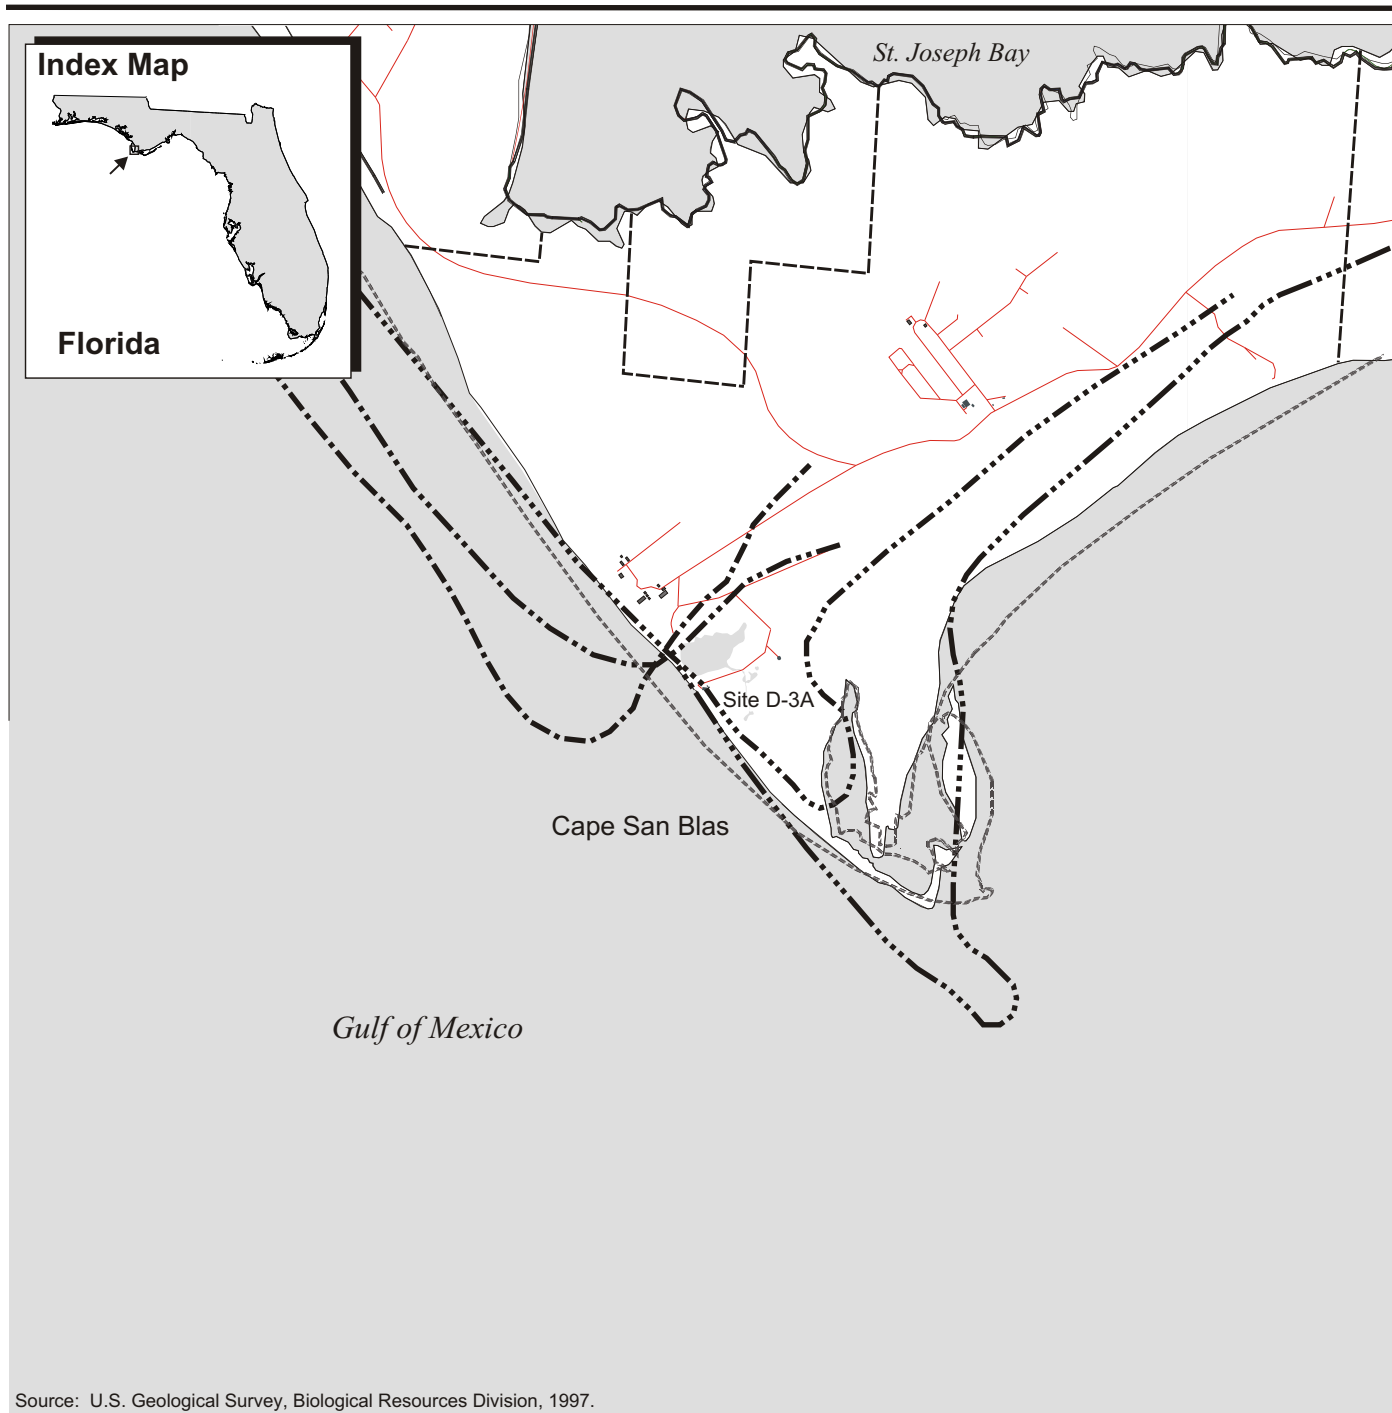 Index Map
Florida
St. Joseph Bay
Site D-3A
Cape San Blas
Gulf of Mexico
Source: U.S. Geological Survey, Biological Resources Division, 1997.